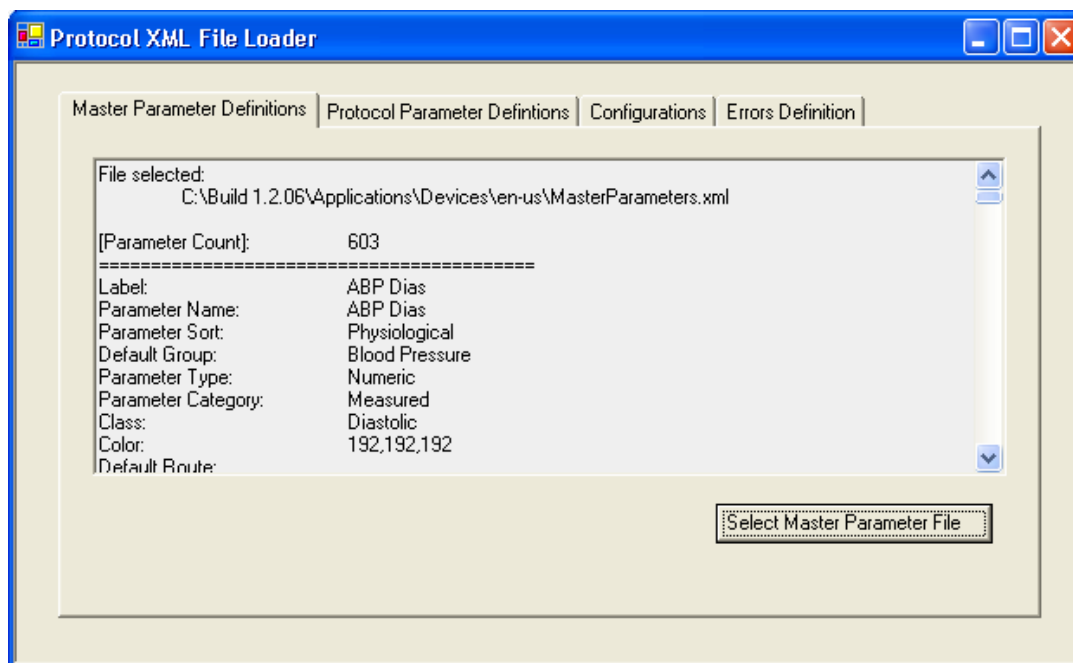 Protocol XML File Loader
Master Parameter Definitions Protocol Parameter Defintions Configurations Errors Definition
File selected:
C:\Build 1.2.06\Applications\Devices\en-us\MasterParameters.xml
[Parameter Count]: 603
==========================================
Label: ABP Dias
Parameter Name: ABP Dias
Parameter Sort: Physiological
Default Group: Blood Pressure
Parameter Type: Numeric
Parameter Category: Measured
Class: Diastolic
Color: 192,192,192
Default Route:
Select Master Parameter File